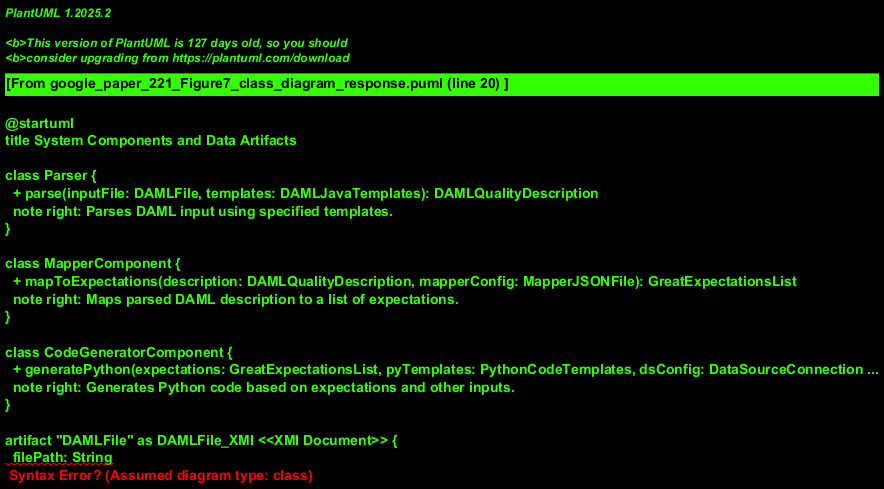 PlantUML 1.2025.2
<b>This version of PlantUML is 127 days old, so you should
<b>consider upgrading from https://plantuml.com/download
[From google_paper_221_Figure7_class_diagram_response.puml (line 20) ]
@startuml
title System Components and Data Artifacts
class Parser {
+ parse(inputFile: DAMLFile, templates: DAMLJavaTemplates): DAMLQualityDescription
note right: Parses DAML input using specified templates.
}
class MapperComponent {
+ mapToExpectations(description: DAMLQualityDescription, mapperConfig: MapperJSONFile): GreatExpectationsList
note right: Maps parsed DAML description to a list of expectations.
}
class CodeGeneratorComponent {
+ generatePython(expectations: GreatExpectationsList, pyTemplates: PythonCodeTemplates, dsConfig: DataSourceConnection ...
note right: Generates Python code based on expectations and other inputs.
}
artifact "DAMLFile" as DAMLFile_XMI <<XMI Document>> {
filePath: String
Syntax Error? (Assumed diagram type: class)